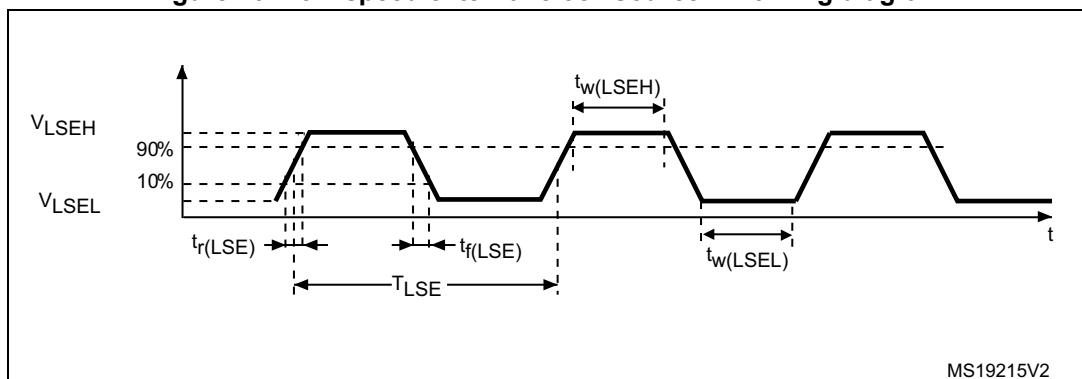 tw(LSEH)
VLSEH
90%
10%
VLSEL
tr(LSE)
tf(LSE)
TLSE
tw(LSEL)
t
MS19215V2